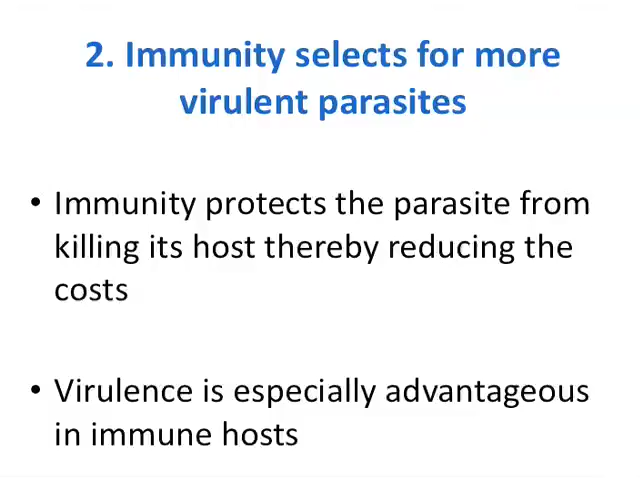 2. Immunity selects for more
virulent parasites
• Immunity protects the parasite from
killing its host thereby reducing the
costs
• Virulence is especially advantageous
in immune hosts